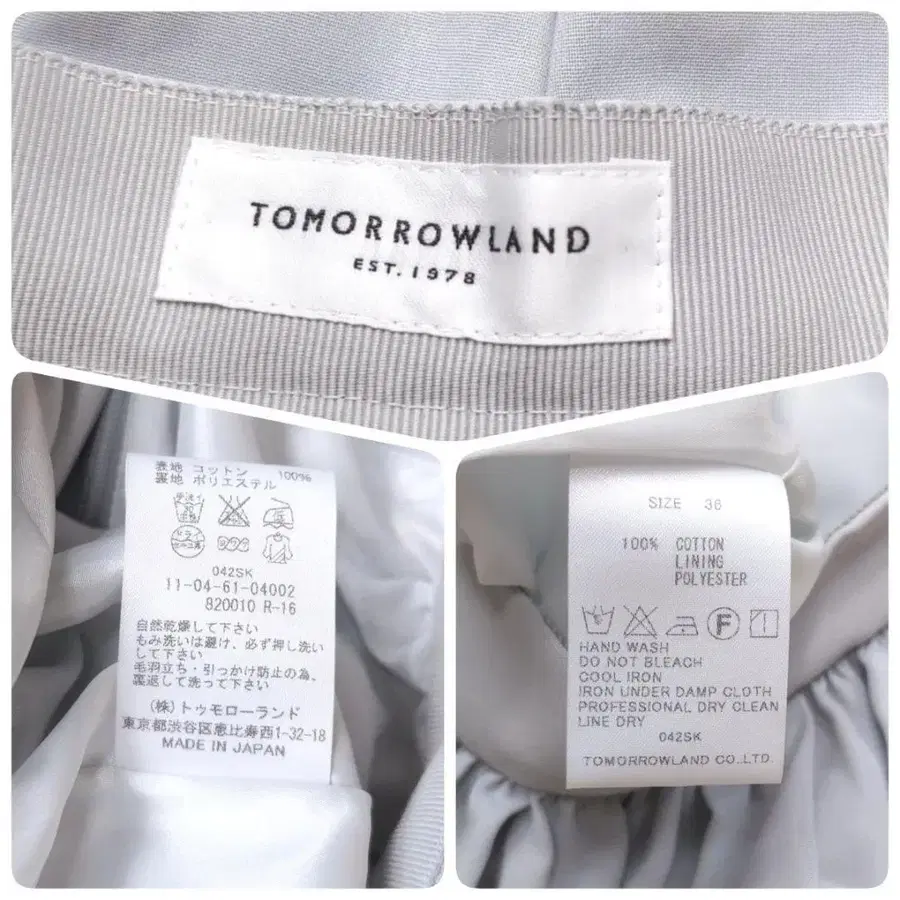 TOMORROWLAND
EST. 1978
表地 コットン 100%
裏地 ポリエステル
042SK
11-04-61-04002
820010 R-16
自然乾燥して下さい
もみ洗いは避け、必ず押し洗い
して下さい
毛羽立ち・引っかけ防止の為、
裏返して洗って下さい
(株)トゥモローランド
東京都渋谷区恵比寿西1-32-18
MADE IN JAPAN
SIZE 36
100% COTTON
LINING
POLYESTER
F
HAND WASH
DO NOT BLEACH
COOL IRON
IRON UNDER DAMP CLOTH
PROFESSIONAL DRY CLEAN
LINE DRY
042SK
TOMORROWLAND CO.,LTD.